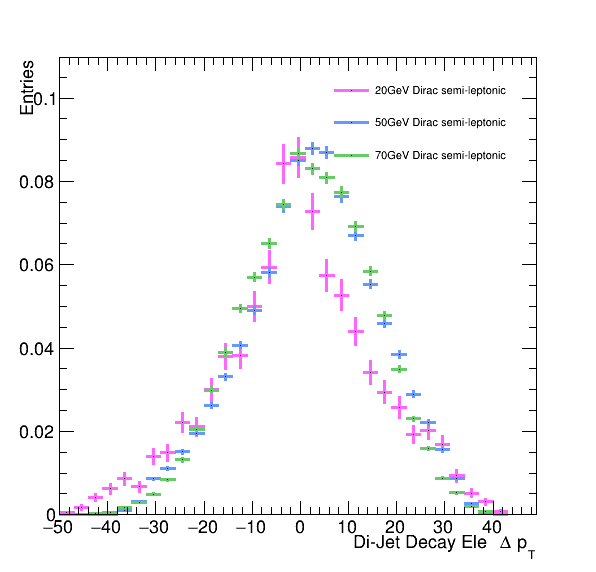 Entries
20GeV Dirac semi-leptonic
50GeV Dirac semi-leptonic
70GeV Dirac semi-leptonic
0.1
0.08
0.06
0.04
0.02
0
−50 −40 −30 −20 −10 0 10 20 30 40
Di-Jet Decay Ele Δ pT